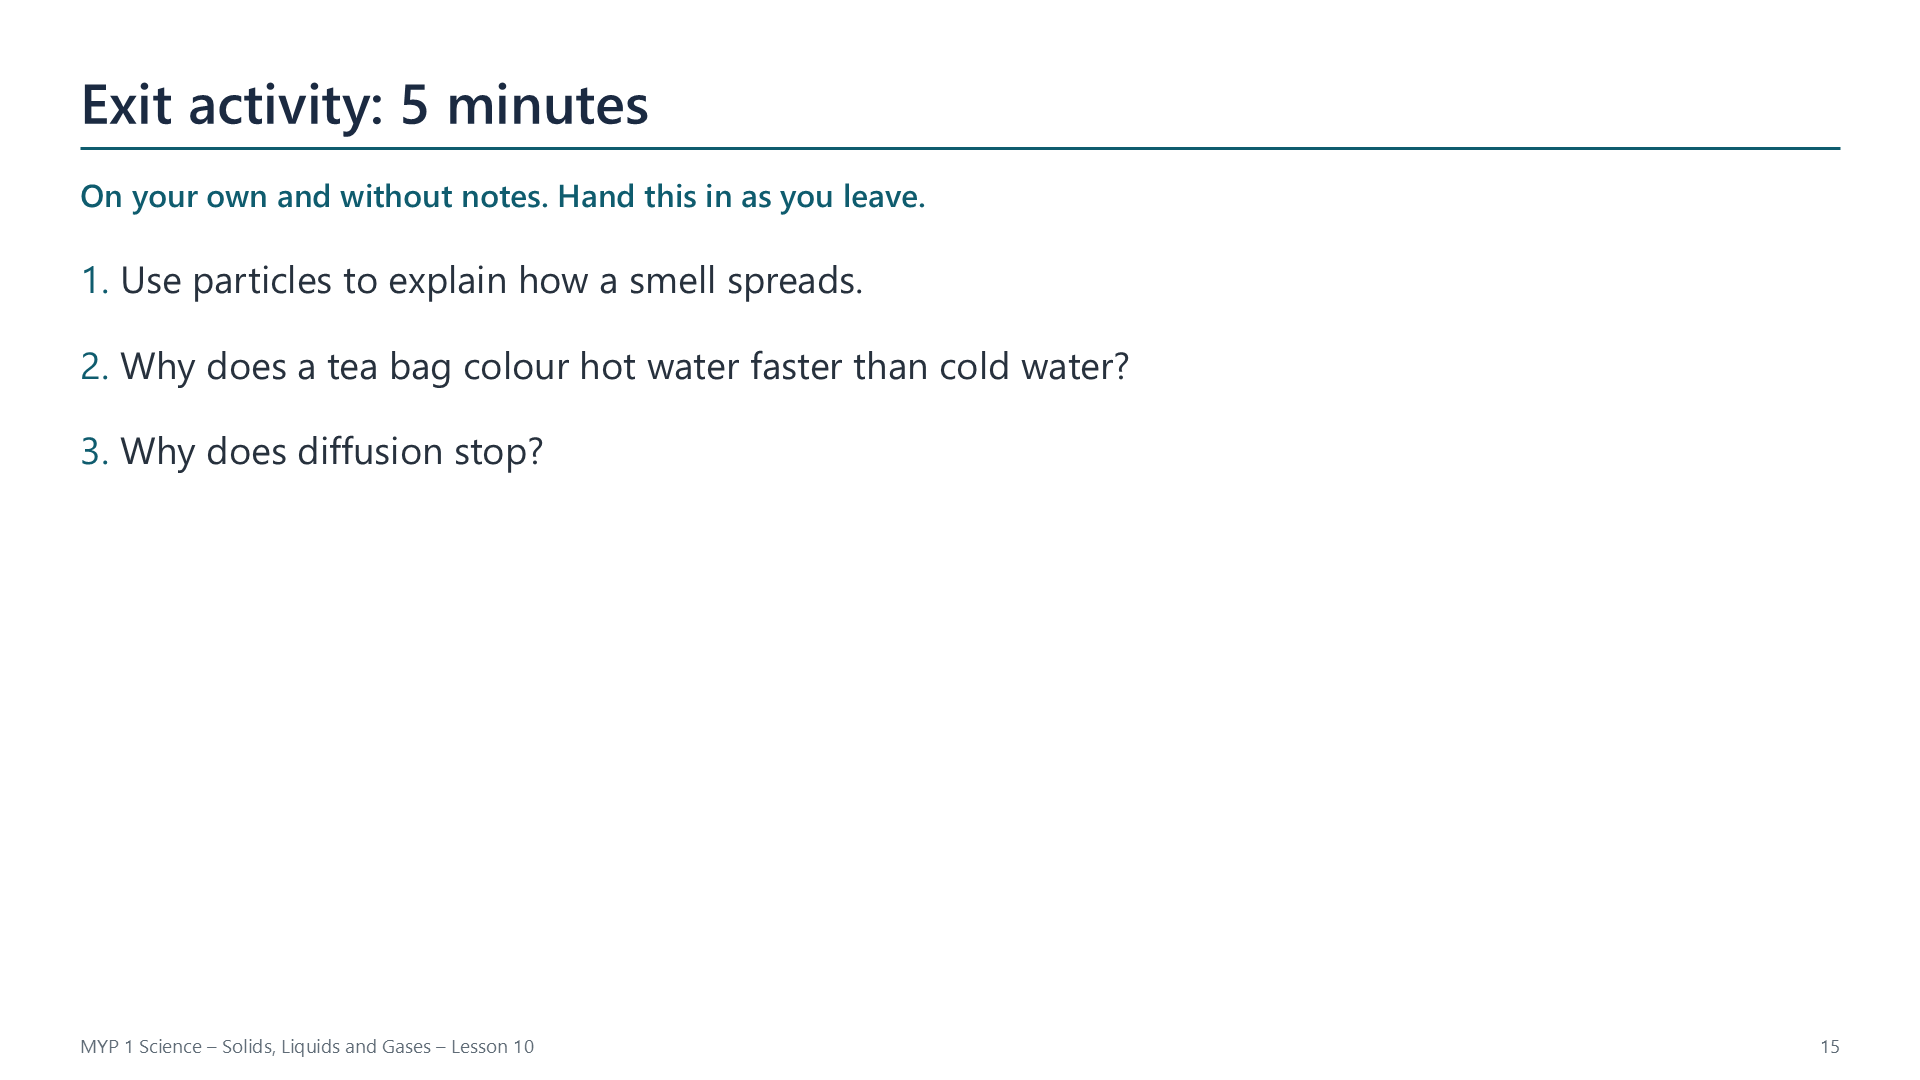 Exit activity: 5 minutes
On your own and without notes. Hand this in as you leave.
1. Use particles to explain how a smell spreads.
2. Why does a tea bag colour hot water faster than cold water?
3. Why does diffusion stop?
MYP 1 Science – Solids, Liquids and Gases – Lesson 10
15